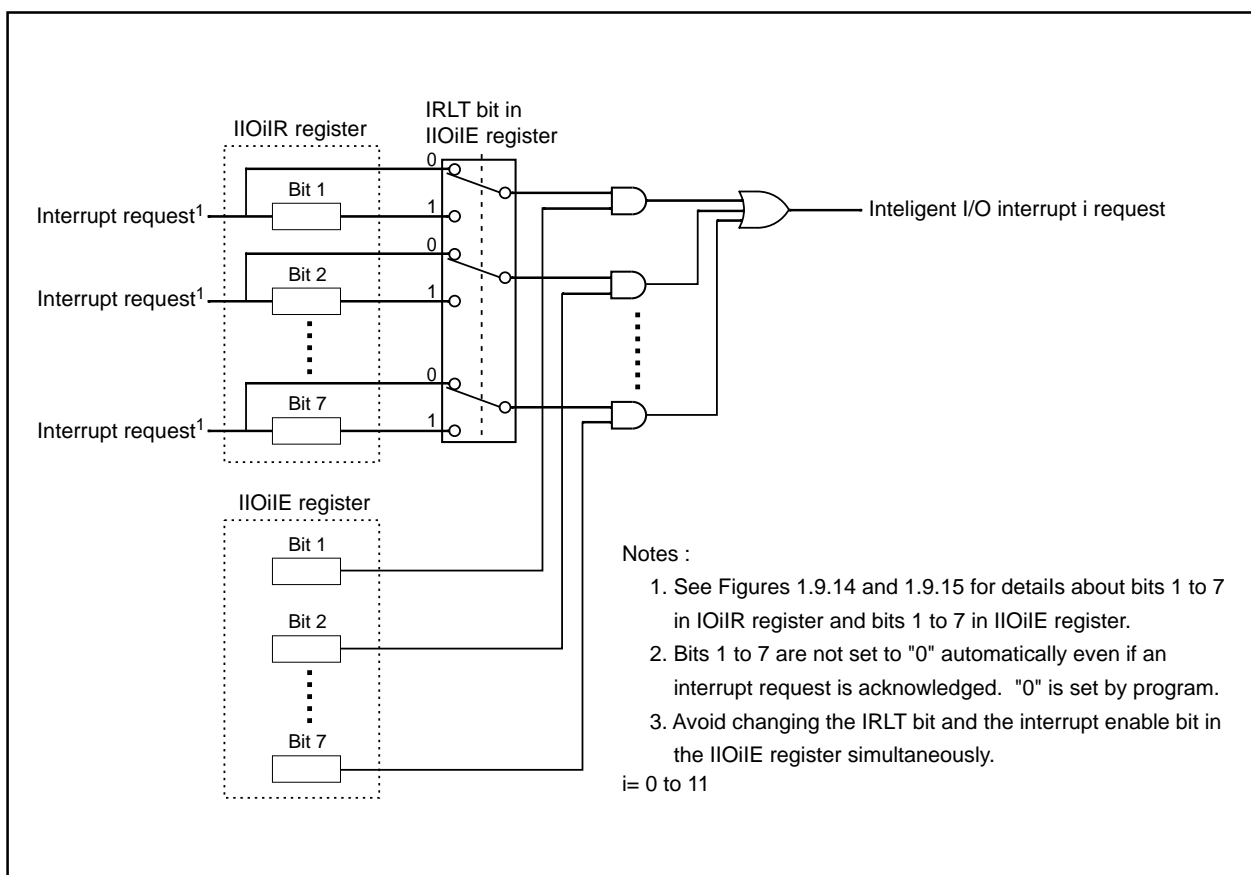 IRLT bit in
IIOiIE register
IIOiIR register
0
Bit 1
Interrupt request1
1
0
Bit 2
Interrupt request1
1
0
Bit 7
Interrupt request1
1
Inteligent I/O interrupt i request
IIOiIE register
Bit 1
Bit 2
Bit 7
Notes :
1. See Figures 1.9.14 and 1.9.15 for details about bits 1 to 7
in IOiIR register and bits 1 to 7 in IIOiIE register.
2. Bits 1 to 7 are not set to "0" automatically even if an
interrupt request is acknowledged.  "0" is set by program.
3. Avoid changing the IRLT bit and the interrupt enable bit in
the IIOiIE register simultaneously.
i= 0 to 11